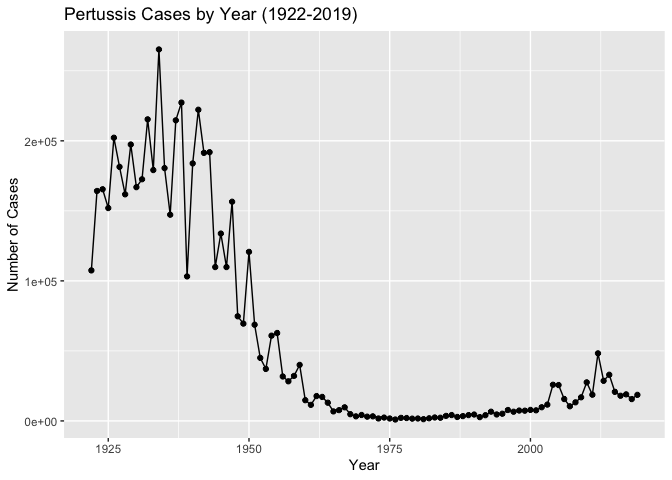 Pertussis Cases by Year (1922-2019)
Number of Cases
2e+05
1e+05
0e+00
1925 1950 1975 2000
Year